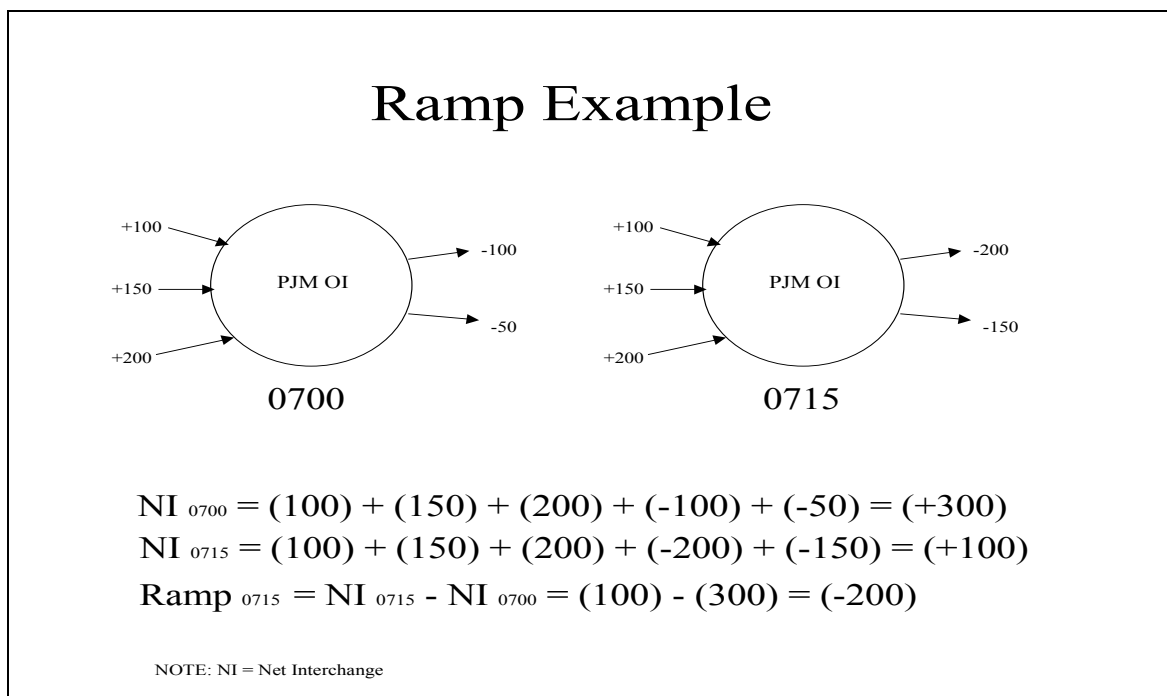 Ramp Example
+100
+150
+200
PJM OI
-100
-50
0700
+100
+150
+200
PJM OI
-200
-150
0715
NI 0700 = (100) + (150) + (200) + (-100) + (-50) = (+300)
NI 0715 = (100) + (150) + (200) + (-200) + (-150) = (+100)
Ramp 0715 = NI 0715 - NI 0700 = (100) - (300) = (-200)
NOTE: NI = Net Interchange